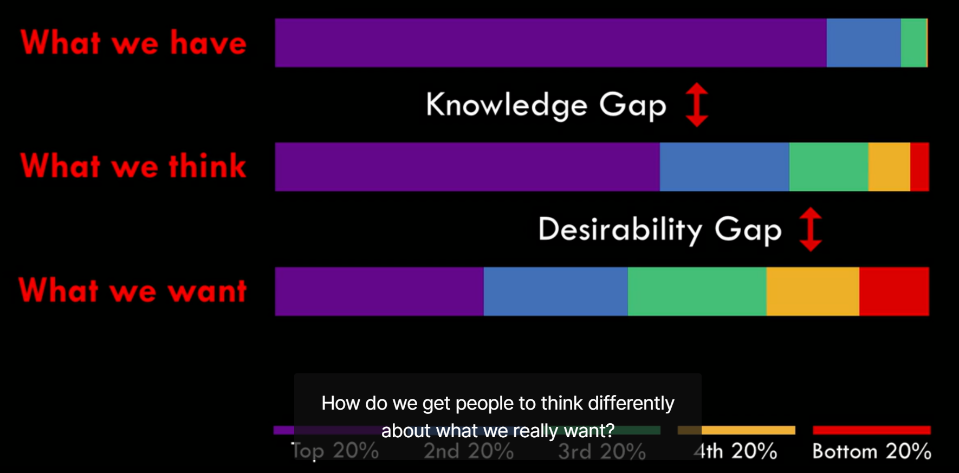 What we have
Knowledge Gap
What we think
Desirability Gap
What we want
How do we get people to think differently
about what we really want?
Top 20% 2nd 20% 3rd 20% 4th 20% Bottom 20%